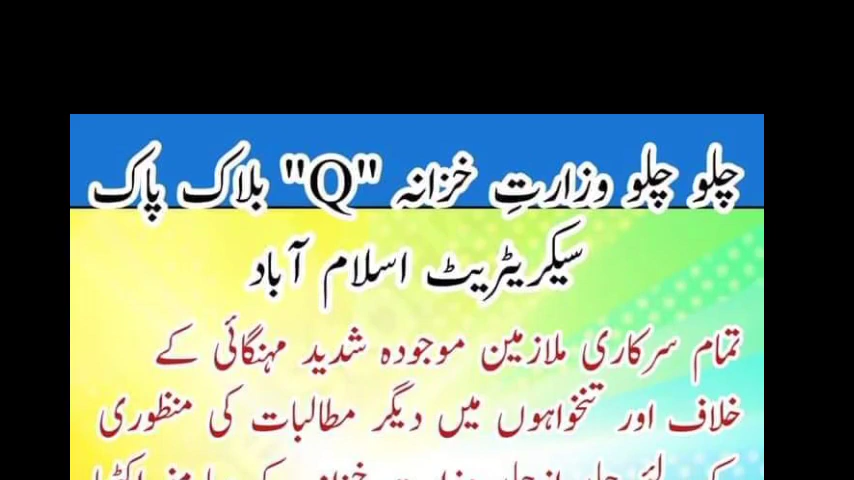 چلو چلو وزارتِ خزانہ "Q" بلاک پاک
سیکریٹریٹ اسلام آباد
تمام سرکاری ملازمین موجودہ شدید مہنگائی کے
خلاف اور تنخواہوں میں دیگر مطالبات کی منظوری